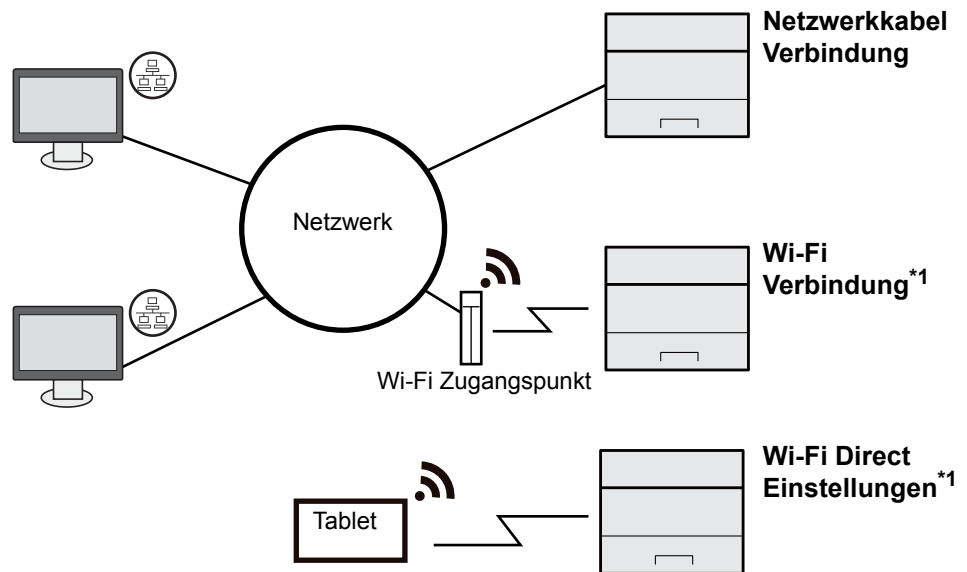 Netzwerkkabel
Verbindung
Netzwerk
Wi-Fi
Verbindung*1
Wi-Fi Zugangspunkt
Wi-Fi Direct
Einstellungen*1
Tablet